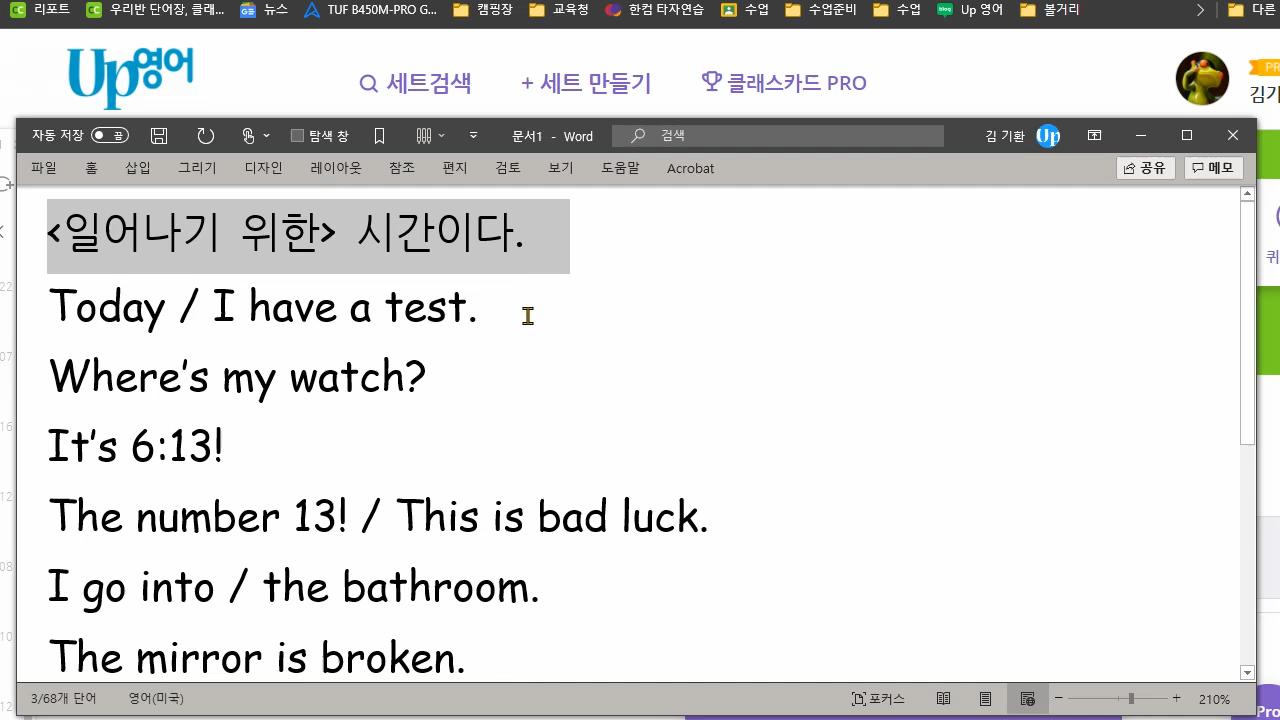 리포트 우리반 단어장, 클래... 뉴스 TUF B450M-PRO G... 캠핑장 교육청 한컴 타자연습 수업 수업준비 수업 Up 영어 볼거리 다른
Up영어 세트검색 + 세트 만들기 클래스카드 PRO
자동 저장 끔 탐색 창 문서1 - Word 검색 김 기환 Up
파일 홈 삽입 그리기 디자인 레이아웃 참조 편지 검토 보기 도움말 Acrobat 공유 메모
<일어나기 위한> 시간이다.
Today / I have a test.
Where's my watch?
It's 6:13!
The number 13! / This is bad luck.
I go into / the bathroom.
The mirror is broken.
3/68개 단어 영어(미국) 포커스 210%